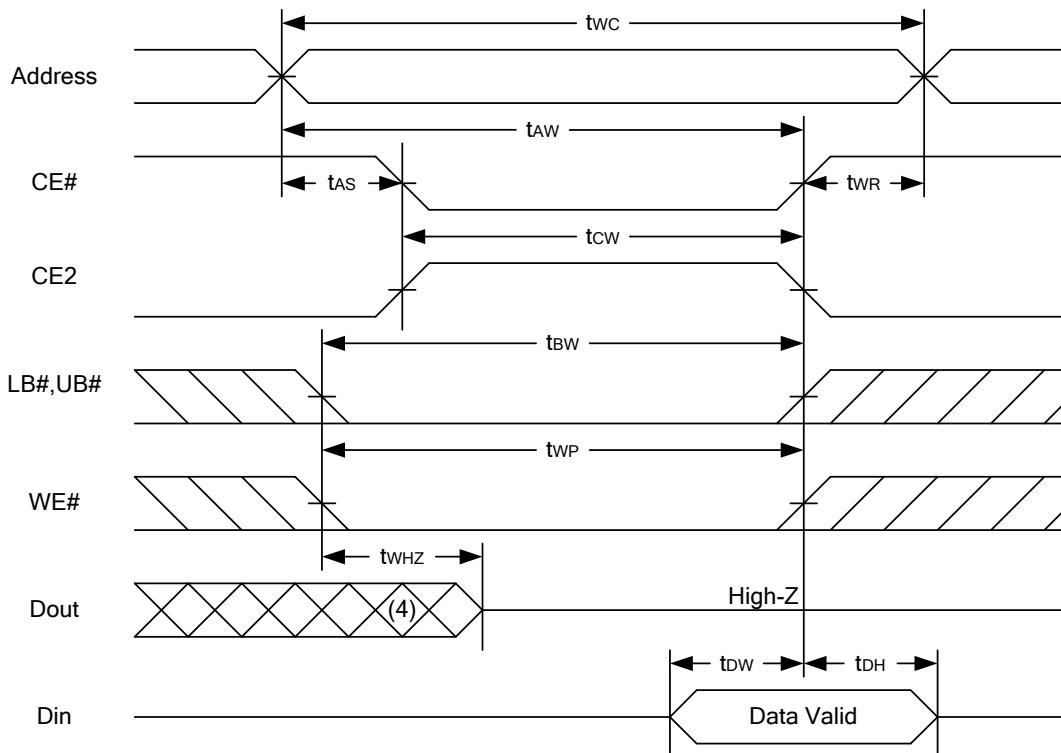 tWC
Address
tAW
CE#
tAS
tWR
tCW
CE2
tBW
LB#,UB#
tWP
WE#
tWHZ
Dout
(4)
High-Z
tDW
tDH
Din
Data Valid